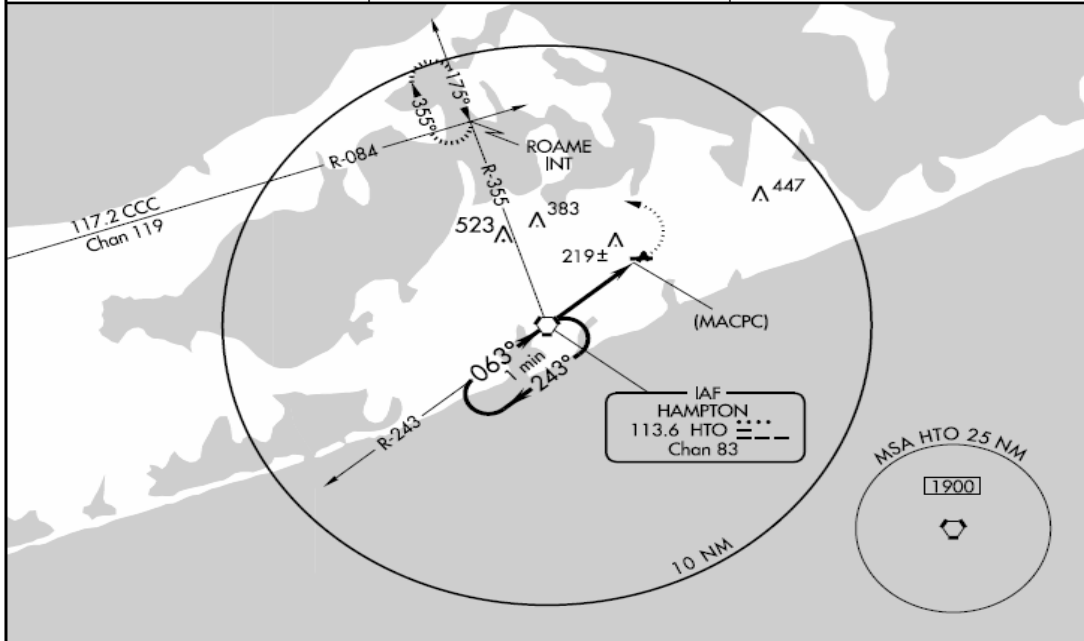 175°
355°
ROAME
INT
R-084
R-355
117.2 CCC
Chan 119
523
383
447
219±
(MACPC)
063°
1 min
243°
R-243
IAF
HAMPTON
113.6 HTO
Chan 83
10 NM
MSA HTO 25 NM
1900